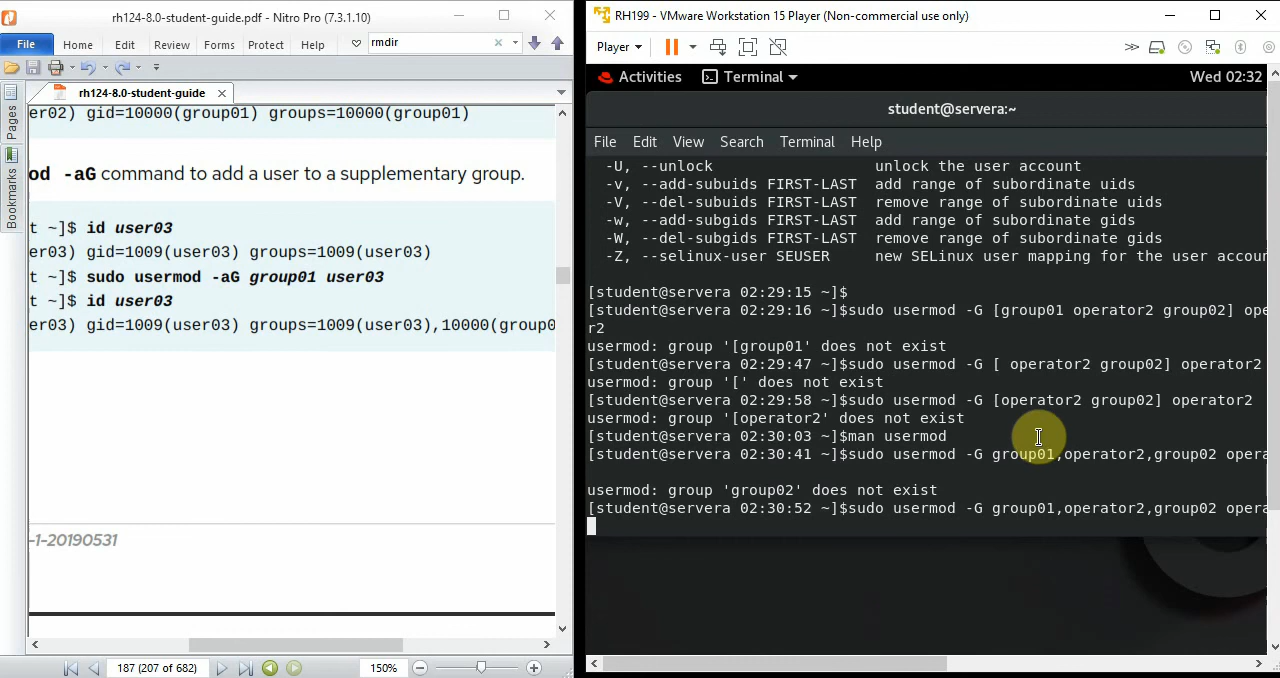 rh124-8.0-student-guide.pdf - Nitro Pro (7.3.1.10)
File Home Edit Review Forms Protect Help rmdir
rh124-8.0-student-guide
Pages
Bookmarks
er02) gid=10000(group01) groups=10000(group01)
od -aG command to add a user to a supplementary group.
t ~]$ id user03
er03) gid=1009(user03) groups=1009(user03)
t ~]$ sudo usermod -aG group01 user03
t ~]$ id user03
er03) gid=1009(user03) groups=1009(user03),10000(group0
-1-20190531
187 (207 of 682) 150%
RH199 - VMware Workstation 15 Player (Non-commercial use only)
Player
Activities Terminal Wed 02:32
student@servera:~
File Edit View Search Terminal Help
-U, --unlock unlock the user account
-v, --add-subuids FIRST-LAST add range of subordinate uids
-V, --del-subuids FIRST-LAST remove range of subordinate uids
-w, --add-subgids FIRST-LAST add range of subordinate gids
-W, --del-subgids FIRST-LAST remove range of subordinate gids
-Z, --selinux-user SEUSER new SELinux user mapping for the user accoun
[student@servera 02:29:15 ~]$
[student@servera 02:29:16 ~]$sudo usermod -G [group01 operator2 group02] ope
r2
usermod: group '[group01' does not exist
[student@servera 02:29:47 ~]$sudo usermod -G [ operator2 group02] operator2
usermod: group '[' does not exist
[student@servera 02:29:58 ~]$sudo usermod -G [operator2 group02] operator2
usermod: group '[operator2' does not exist
[student@servera 02:30:03 ~]$man usermod
[student@servera 02:30:41 ~]$sudo usermod -G group01,operator2,group02 opera
usermod: group 'group02' does not exist
[student@servera 02:30:52 ~]$sudo usermod -G group01,operator2,group02 opera